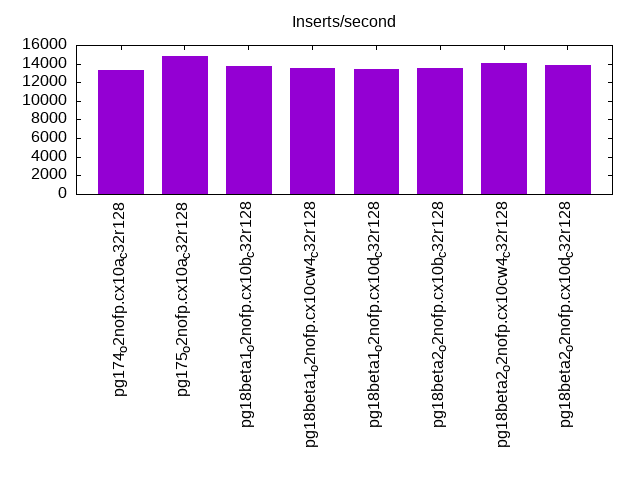 Inserts/second
16000
14000
12000
10000
8000
6000
4000
2000
0
pg174o2nofp.cx10ac32r128
pg175o2nofp.cx10ac32r128
pg18beta1o2nofp.cx10bc32r128
pg18beta1o2nofp.cx10cw4c32r128
pg18beta1o2nofp.cx10dc32r128
pg18beta2o2nofp.cx10bc32r128
pg18beta2o2nofp.cx10cw4c32r128
pg18beta2o2nofp.cx10dc32r128